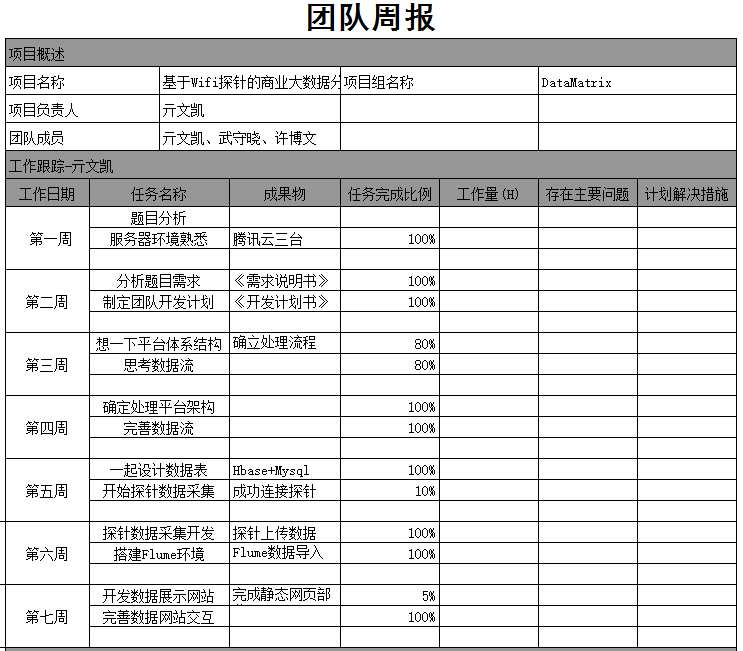 团队周报
项目概述
项目名称 基于Wifi探针的商业大数据分 项目组名称 DataMatrix
项目负责人 亓文凯
团队成员 亓文凯、武守晓、许博文
工作跟踪-亓文凯
工作日期 任务名称 成果物 任务完成比例 工作量(H) 存在主要问题 计划解决措施
题目分析
第一周 服务器环境熟悉 腾讯云三台 100%
分析题目需求 《需求说明书》 100%
第二周 制定团队开发计划 《开发计划书》 100%
想一下平台体系结构 确立处理流程 80%
第三周 思考数据流 80%
确定处理平台架构 100%
第四周 完善数据流 100%
一起设计数据表 Hbase+Mysql 100%
第五周 开始探针数据采集 成功连接探针 10%
探针数据采集开发 探针上传数据 100%
第六周 搭建Flume环境 Flume数据导入 100%
开发数据展示网站 完成静态网页部 5%
第七周 完善数据网站交互 100%